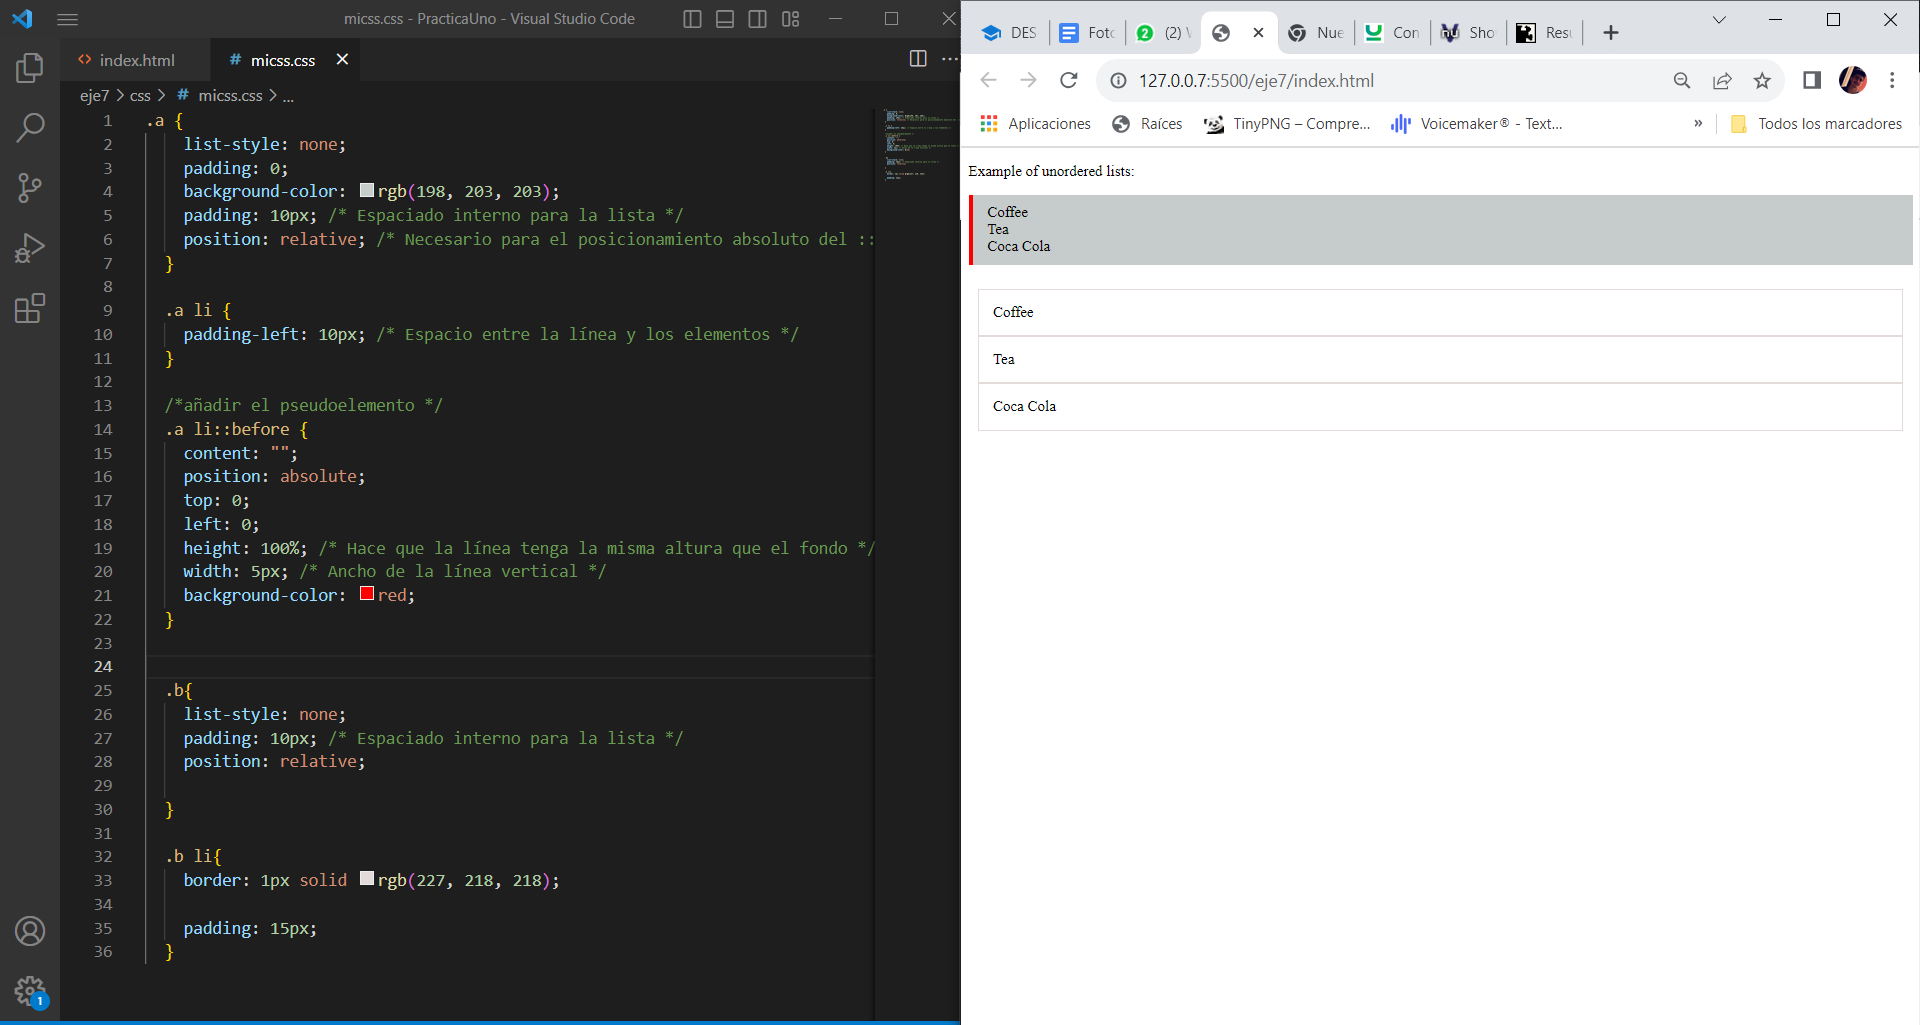 micss.css - PracticaUno - Visual Studio Code
index.html
# micss.css
eje7 > css > # micss.css > ...
1 .a {
2 list-style: none;
3 padding: 0;
4 background-color: rgb(198, 203, 203);
5 padding: 10px; /* Espaciado interno para la lista */
6 position: relative; /* Necesario para el posicionamiento absoluto del ::
7 }
8
9 .a li {
10 padding-left: 10px; /* Espacio entre la línea y los elementos */
11 }
12
13 /*añadir el pseudoelemento */
14 .a li::before {
15 content: "";
16 position: absolute;
17 top: 0;
18 left: 0;
19 height: 100%; /* Hace que la línea tenga la misma altura que el fondo */
20 width: 5px; /* Ancho de la línea vertical */
21 background-color: red;
22 }
23
24
25 .b{
26 list-style: none;
27 padding: 10px; /* Espaciado interno para la lista */
28 position: relative;
29
30 }
31
32 .b li{
33 border: 1px solid rgb(227, 218, 218);
34
35 padding: 15px;
36 }
1
DES
Foto
2 (2) W
Nue
Con
Sho
Resu
127.0.0.7:5500/eje7/index.html
Aplicaciones
Raíces
TinyPNG – Compre...
Voicemaker® - Text...
»
Todos los marcadores
Example of unordered lists:
Coffee
Tea
Coca Cola
Coffee
Tea
Coca Cola